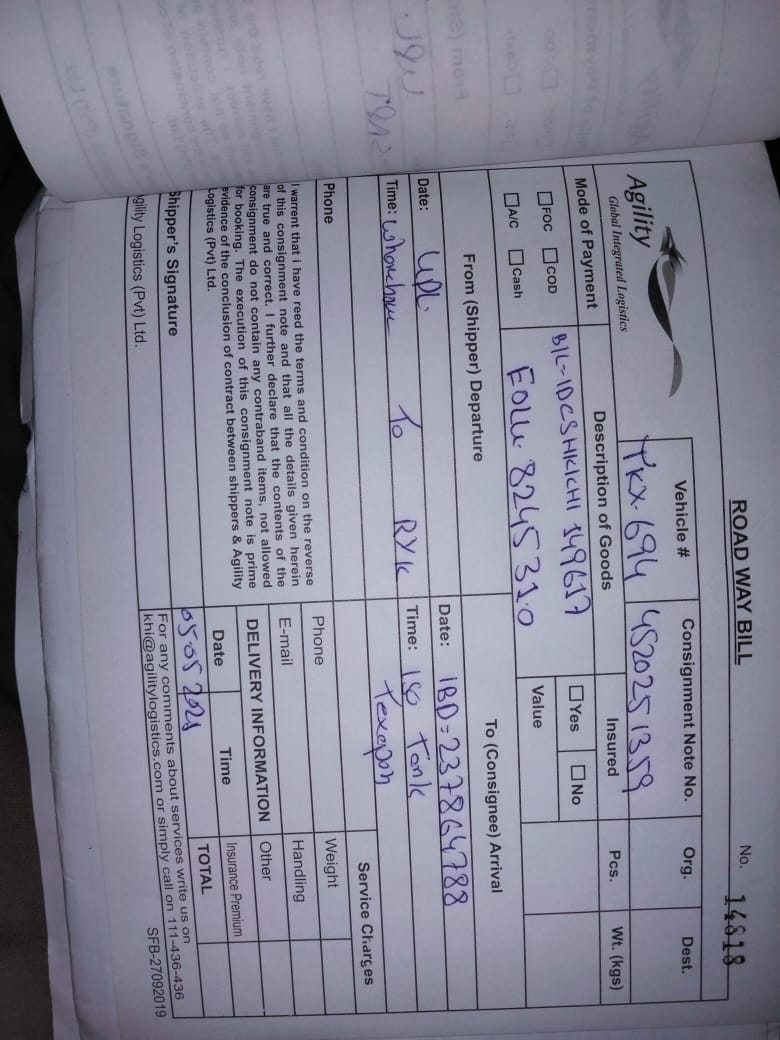 ROAD WAY BILL
No. 14818
Agility
Global Integrated Logistics
Vehicle #
TKX-694
Consignment Note No.
4520251359
Org.
Dest.
Mode of Payment
FOC COD
A/C Cash
Description of Goods
B/L-IDCSHKICHI 149617
EOLU-824531.0
Insured
Yes No
Value
Pcs.
Wt. (kgs)
From (Shipper) Departure
To (Consignee) Arrival
Date: UPL
Date: IBD=237864788
Time: To RYK
Time: ISO Tank
Texapon
Phone
I warrent that i have reed the terms and condition on the reverse
of this consignment note and that all the details given herein
are true and correct. I further declare that the contents of the
consignment do not contain any contraband items, not allowed
for booking. The execution of this consignment note is prime
evidence of the conclusion of contract between shippers & Agility
Logistics (Pvt) Ltd.
Shipper's Signature
Agility Logistics (Pvt) Ltd.
Phone
E-mail
DELIVERY INFORMATION
Date Time
05-05 2021
Service Charges
Weight
Handling
Other
Insurance Premium
TOTAL
For any comments about services write us on
khi@agilitylogistics.com or simply call on 111-436-436
SFB-27092019